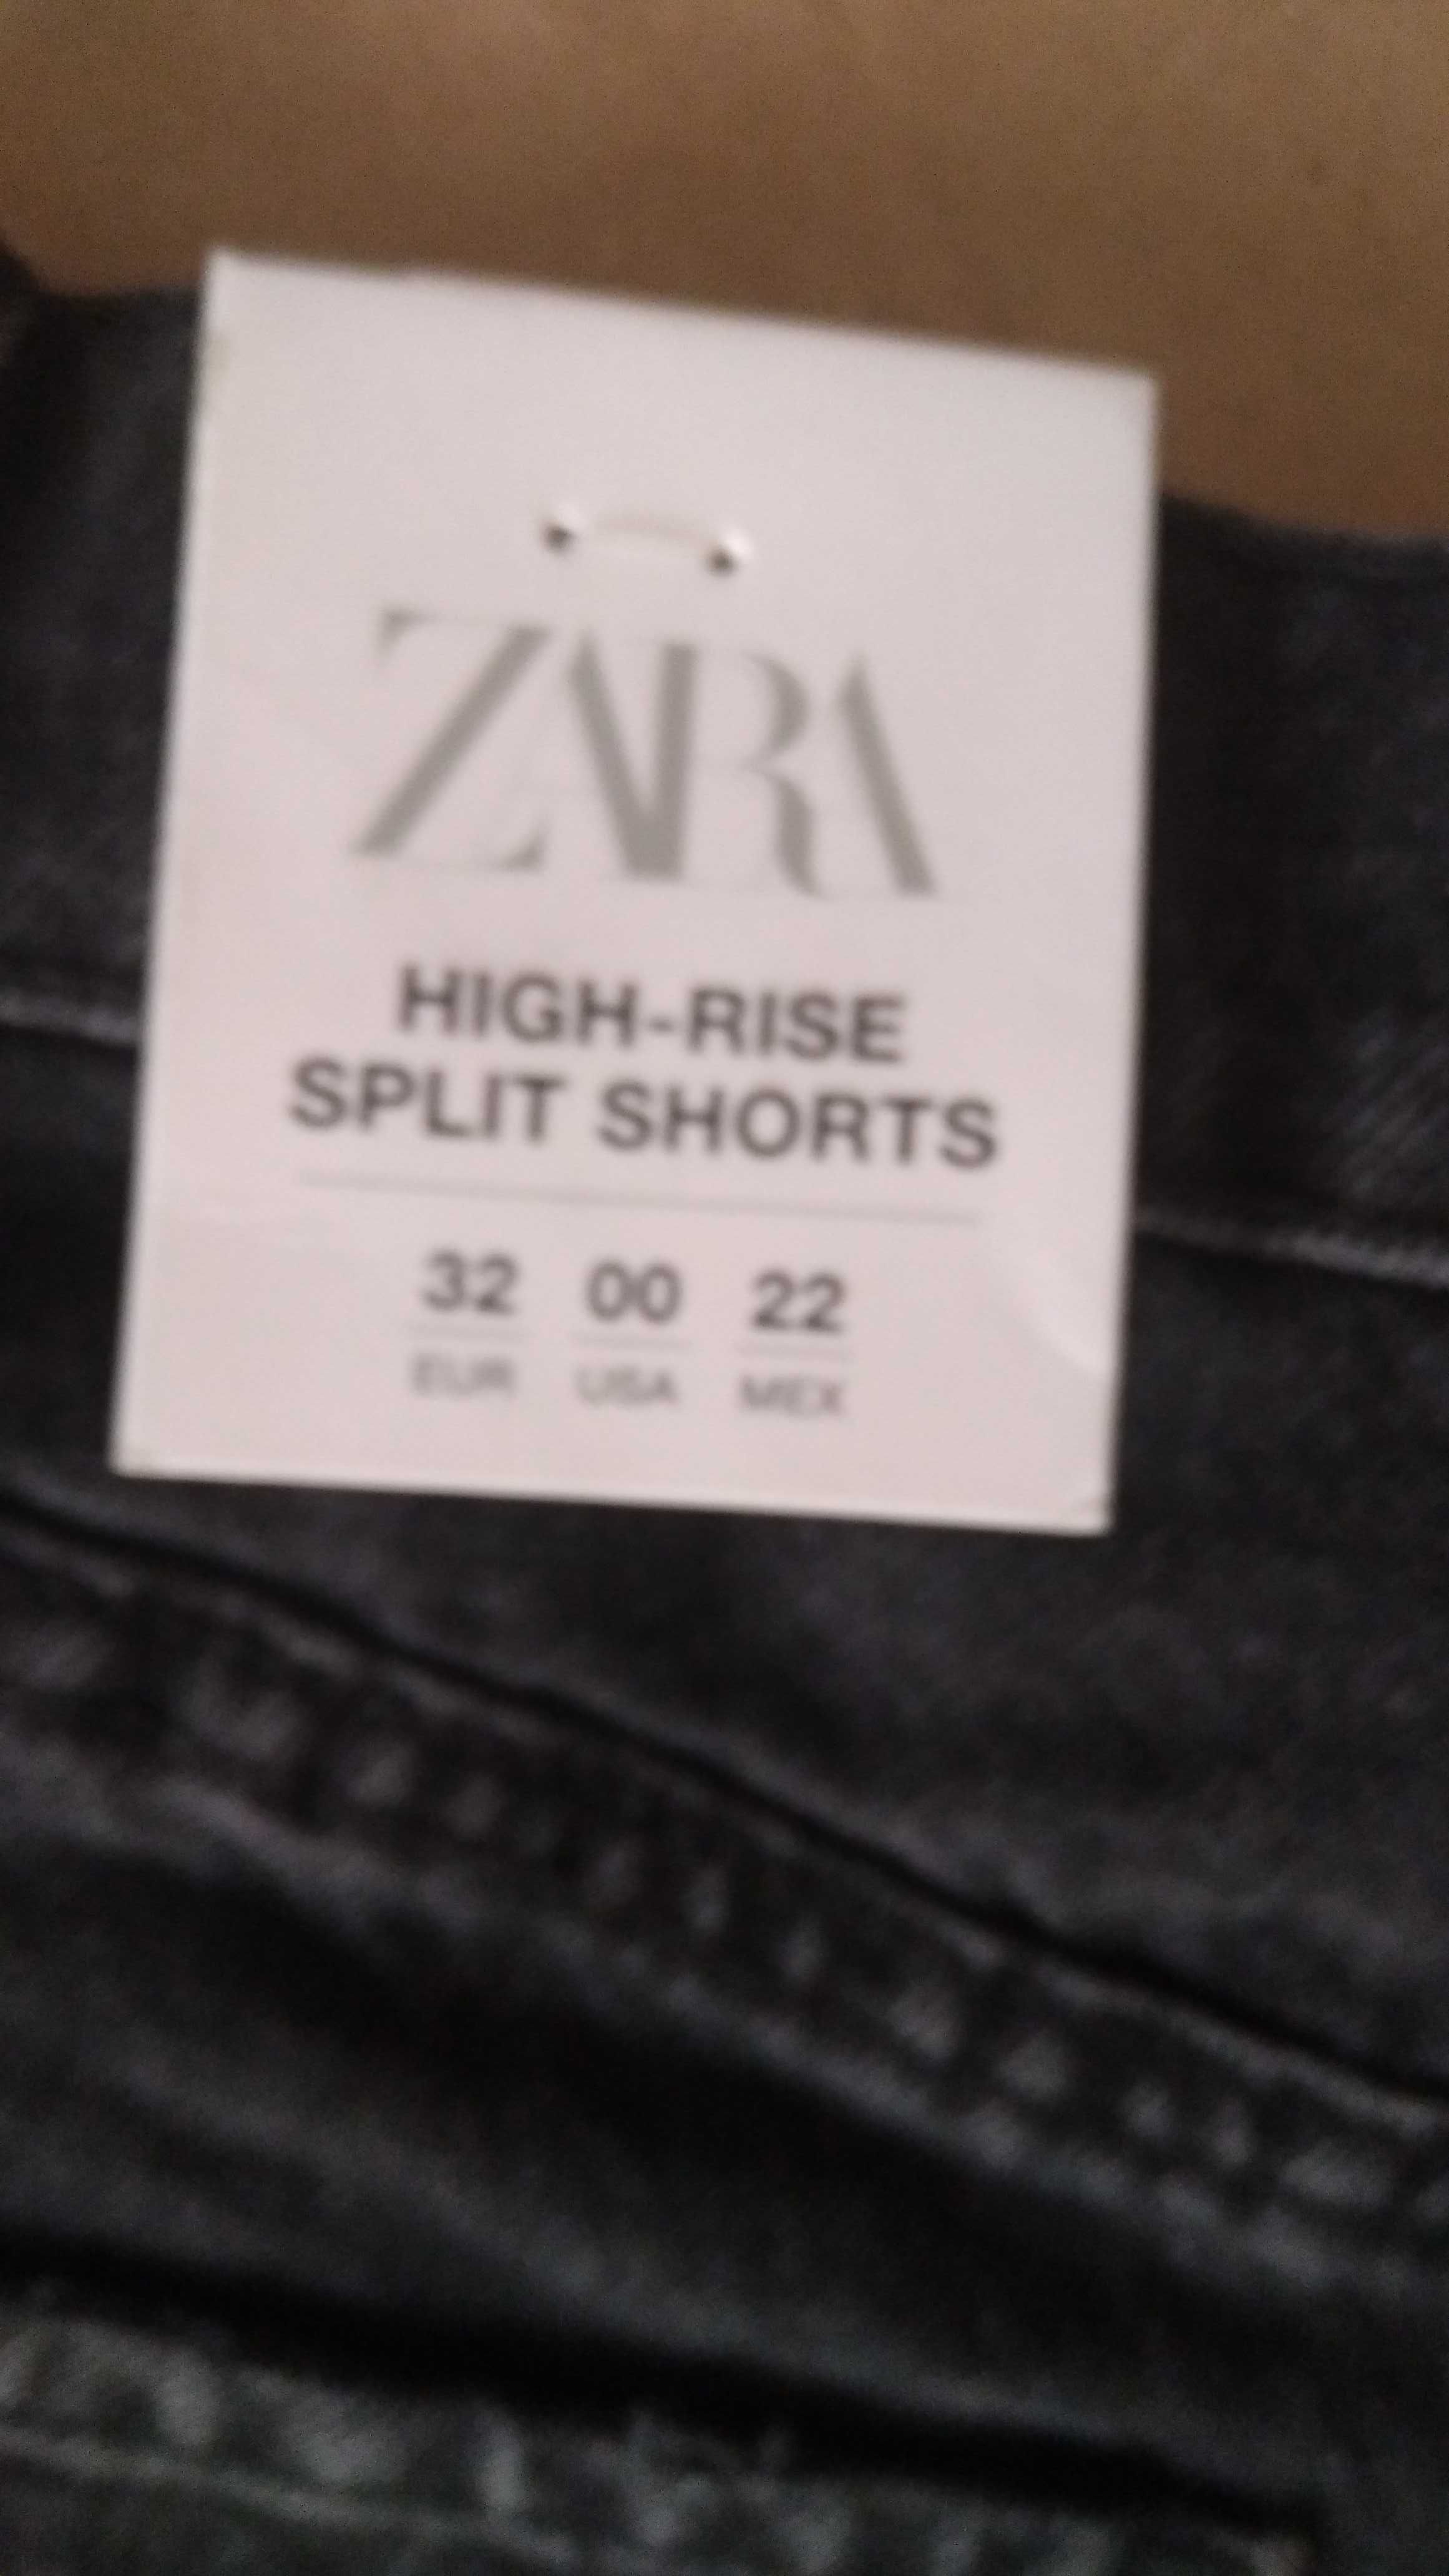 ZARA
HIGH-RISE
SPLIT SHORTS
32 00 22
EUR USA MEX